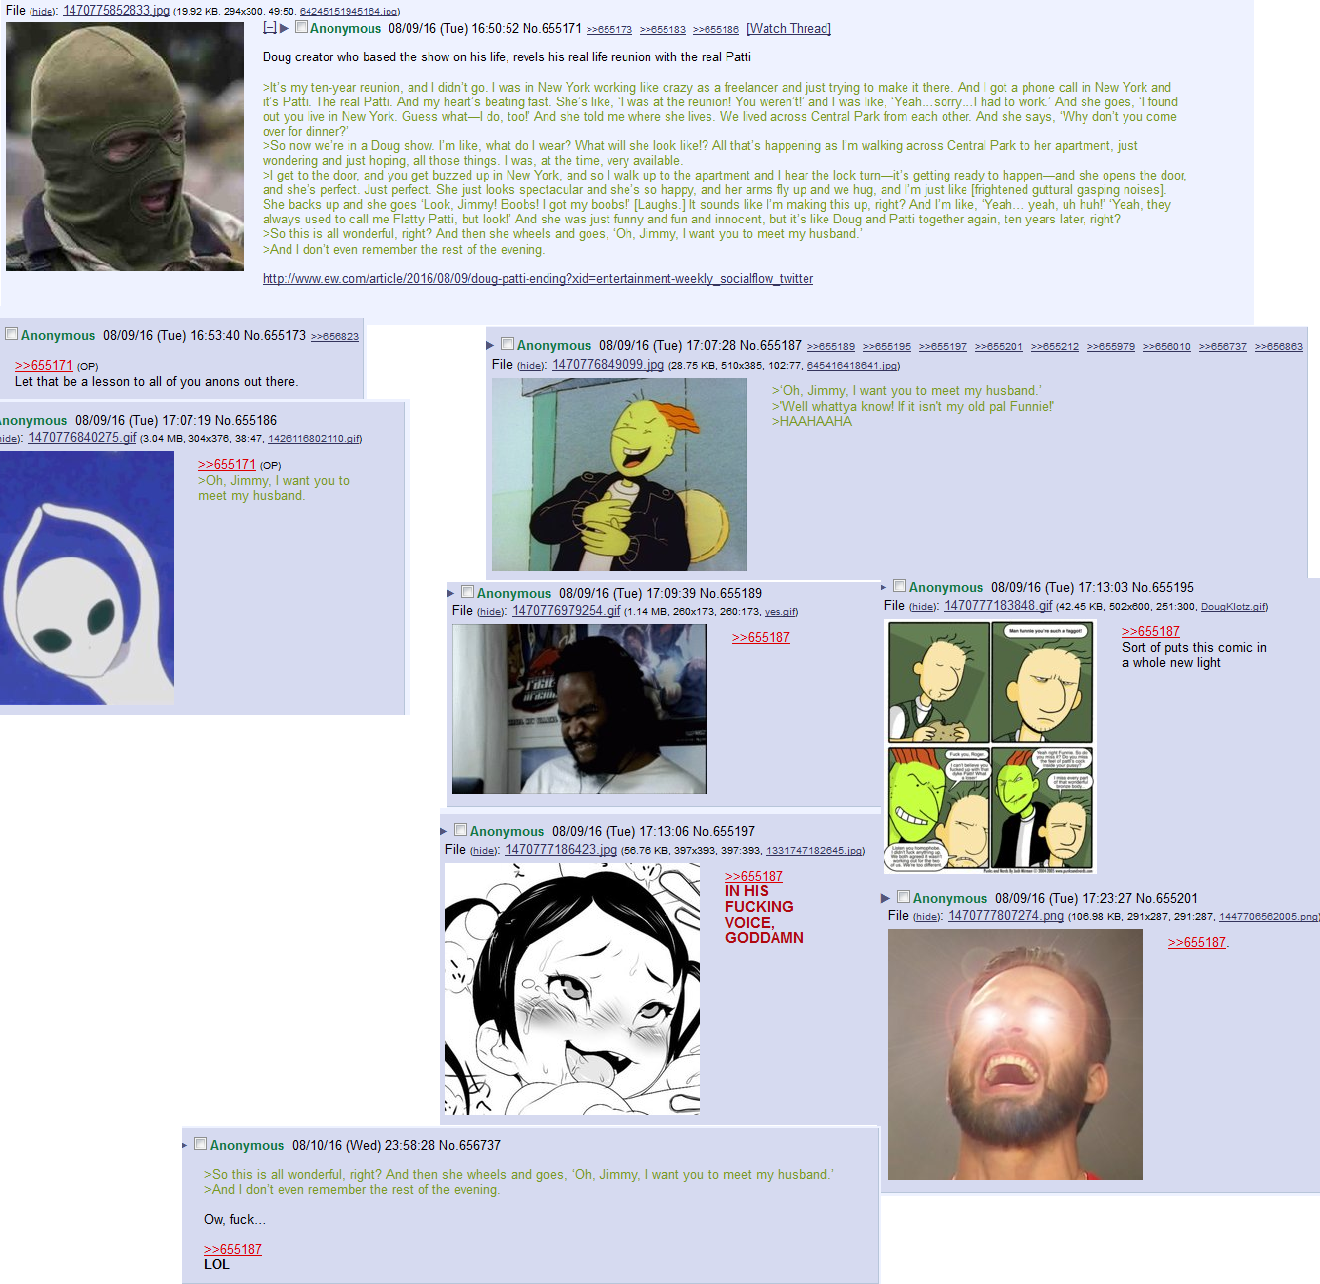 File (hide): 1470775852833.jpg (19.92 KB, 294x300, 49:50, 64245151945184.jpg)
[–] Anonymous 08/09/16 (Tue) 16:50:52 No.655171 >>655173 >>655183 >>655186 [Watch Thread]
Doug creator who based the show on his life, revels his real life reunion with the real Patti
>It's my ten-year reunion, and I didn't go. I was in New York working like crazy as a freelancer and just trying to make it there. And I got a phone call in New York and
it's Patti. The real Patti. And my heart's beating fast. She's like, 'I was at the reunion! You weren't!' and I was like, 'Yeah…sorry…I had to work.' And she goes, 'I found
out you live in New York. Guess what—I do, too!' And she told me where she lives. We lived across Central Park from each other. And she says, 'Why don't you come
over for dinner?'
>So now we're in a Doug show. I'm like, what do I wear? What will she look like!? All that's happening as I'm walking across Central Park to her apartment, just
wondering and just hoping, all those things. I was, at the time, very available.
>I get to the door, and you get buzzed up in New York, and so I walk up to the apartment and I hear the lock turn—it's getting ready to happen—and she opens the door,
and she's perfect. Just perfect. She just looks spectacular and she's so happy, and her arms fly up and we hug, and I'm just like [frightened guttural gasping noises].
She backs up and she goes 'Look, Jimmy! Boobs! I got my boobs!' [Laughs.] It sounds like I'm making this up, right? And I'm like, 'Yeah… yeah, uh huh!' 'Yeah, they
always used to call me Flatty Patti, but look!' And she was just funny and fun and innocent, but it's like Doug and Patti together again, ten years later, right?
>So this is all wonderful, right? And then she wheels and goes, 'Oh, Jimmy, I want you to meet my husband.'
>And I don't even remember the rest of the evening.
http://www.ew.com/article/2016/08/09/doug-patti-ending?xid=entertainment-weekly_socialflow_twitter
Anonymous 08/09/16 (Tue) 16:53:40 No.655173 >>656823
>>655171 (OP)
Let that be a lesson to all of you anons out there.
Anonymous 08/09/16 (Tue) 17:07:19 No.655186
hide): 1470776840275.gif (3.04 MB, 304x376, 38:47, 1426116802110.gif)
>>655171 (OP)
>Oh, Jimmy, I want you to
meet my husband.
Anonymous 08/09/16 (Tue) 17:07:28 No.655187 >>655189 >>655195 >>655197 >>655201 >>655212 >>655979 >>656010 >>656737 >>656863
File (hide): 1470776849099.jpg (28.75 KB, 510x385, 102:77, 645416418641.jpg)
>'Oh, Jimmy, I want you to meet my husband.'
>'Well whattya know! If it isn't my old pal Funnie!'
>HAAHAAHA
Anonymous 08/09/16 (Tue) 17:09:39 No.655189
File (hide): 1470776979254.gif (1.14 MB, 260x173, 260:173, yes.gif)
>>655187
Anonymous 08/09/16 (Tue) 17:13:03 No.655195
File (hide): 1470777183848.gif (42.45 KB, 502x600, 251:300, DougKlotz.gif)
>>655187
Sort of puts this comic in
a whole new light
Man funnie you're such a faggot!
Fuck you, Roger.
I can't believe you
fucked up with that
dyke Patti! What
a loser!
Listen you homophobe.
I didn't fuck anything up.
We both agreed it wasn't
working out for the two
of us. We're too different.
Yeah right Funnie. So do
you miss it? Do you miss
the feel of patti's cock
inside your pussy?
I miss every part
of that wonderful
bronze body...
Anonymous 08/09/16 (Tue) 17:13:06 No.655197
File (hide): 1470777186423.jpg (56.76 KB, 397x393, 397:393, 1331747182645.jpg)
>>655187
IN HIS
FUCKING
VOICE,
GODDAMN
Anonymous 08/09/16 (Tue) 17:23:27 No.655201
File (hide): 1470777807274.png (106.98 KB, 291x287, 291:287, 1447706562005.png)
>>655187.
Anonymous 08/10/16 (Wed) 23:58:28 No.656737
>So this is all wonderful, right? And then she wheels and goes, 'Oh, Jimmy, I want you to meet my husband.'
>And I don't even remember the rest of the evening.
Ow, fuck…
>>655187
LOL